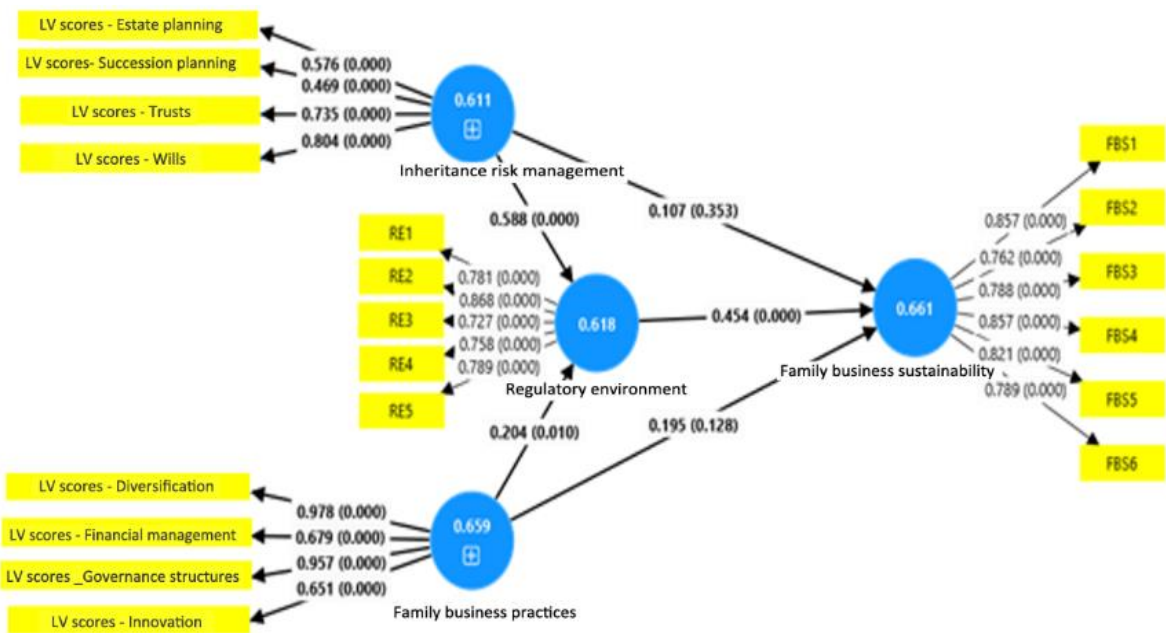 LV scores - Estate planning
LV scores- Succession planning
LV scores - Trusts
LV scores - Wills
0.576 (0.000)
0.469 (0.000)
0.735 (0.000)
0.804 (0.000)
0.611
Inheritance risk management
0.588 (0.000)
0.107 (0.353)
RE1
RE2
RE3
RE4
RE5
0.781 (0.000)
0.868 (0.000)
0.727 (0.000)
0.758 (0.000)
0.789 (0.000)
0.618
Regulatory environment
0.454 (0.000)
0.661
Family business sustainability
0.857 (0.000)
0.762 (0.000)
0.788 (0.000)
0.857 (0.000)
0.821 (0.000)
0.789 (0.000)
FBS1
FBS2
FBS3
FBS4
FBS5
FBS6
0.204 (0.010)
0.195 (0.128)
LV scores - Diversification
LV scores - Financial management
LV scores _Governance structures
LV scores - Innovation
0.978 (0.000)
0.679 (0.000)
0.957 (0.000)
0.651 (0.000)
0.659
Family business practices